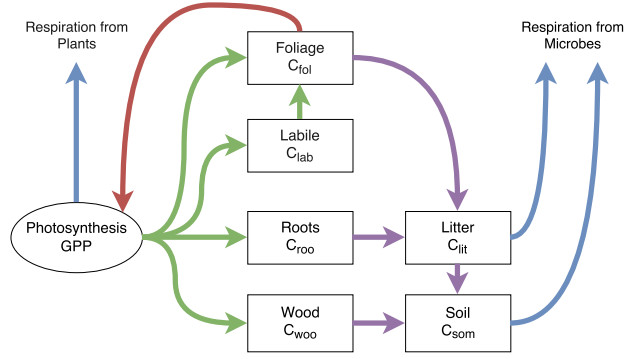 Respiration from
Plants
Foliage
Cfol
Respiration from
Microbes
Labile
Clab
Photosynthesis
GPP
Roots
Croo
Litter
Clit
Wood
Cwoo
Soil
Csom